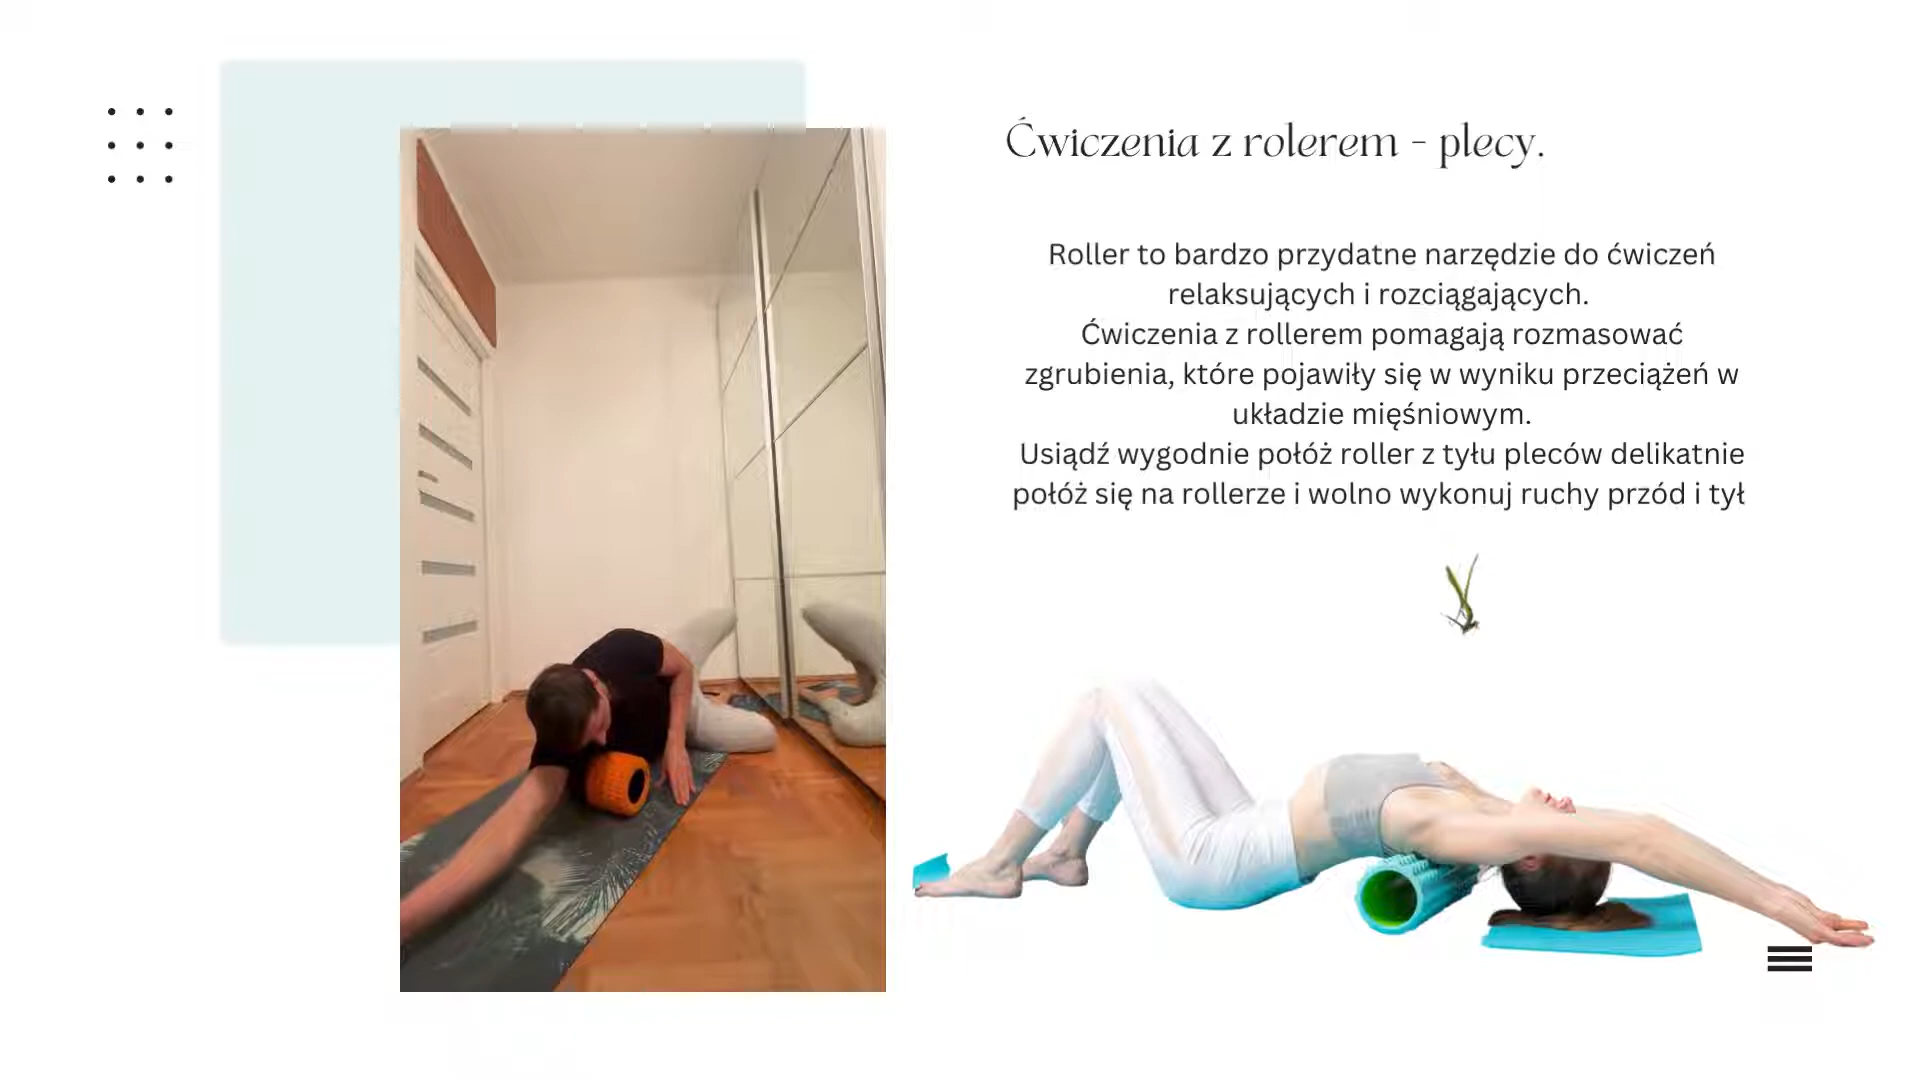 Ćwiczenia z rolerem - plecy.
Roller to bardzo przydatne narzędzie do ćwiczeń
relaksujących i rozciągających.
Ćwiczenia z rollerem pomagają rozmasować
zgrubienia, które pojawiły się w wyniku przeciążeń w
układzie mięśniowym.
Usiądź wygodnie połóż roller z tyłu pleców delikatnie
połóż się na rollerze i wolno wykonuj ruchy przód i tył